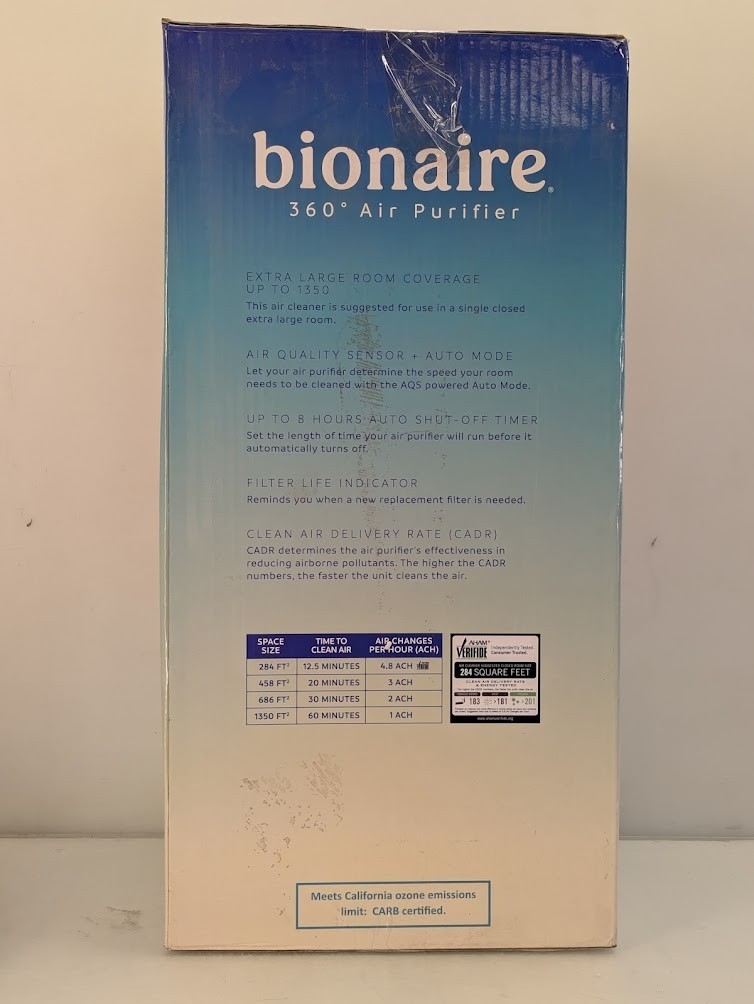 bionaire®
360° Air Purifier
EXTRA LARGE ROOM COVERAGE
UP TO 1350
This air cleaner is suggested for use in a single closed
extra large room.
AIR QUALITY SENSOR + AUTO MODE
Let your air purifier determine the speed your room
needs to be cleaned with the AQS powered Auto Mode.
UP TO 8 HOURS AUTO SHUT-OFF TIMER
Set the length of time your air purifier will run before it
automatically turns off.
FILTER LIFE INDICATOR
Reminds you when a new replacement filter is needed.
CLEAN AIR DELIVERY RATE (CADR)
CADR determines the air purifier's effectiveness in
reducing airborne pollutants. The higher the CADR
numbers, the faster the unit cleans the air.
SPACE SIZE TIME TO CLEAN AIR AIR CHANGES PER HOUR (ACH)
284 FT² 12.5 MINUTES 4.8 ACH
458 FT² 20 MINUTES 3 ACH
686 FT² 30 MINUTES 2 ACH
1350 FT² 60 MINUTES 1 ACH
AHAM
VERIFIDE
Independently Tested.
Consumer Trusted.
284 SQUARE FEET
CLEAN AIR DELIVERY RATE
& ENERGY TESTED
183 181 201
www.ahamverifide.org
Meets California ozone emissions
limit: CARB certified.